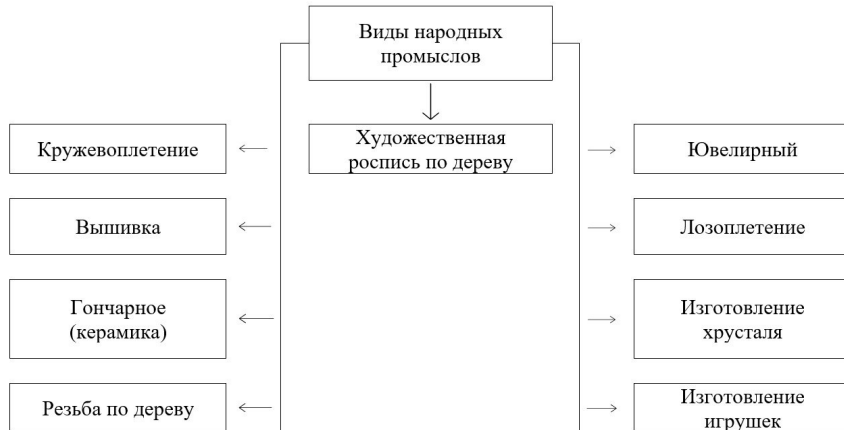 Виды народных
промыслов
Кружевоплетение
Художественная
роспись по дереву
Ювелирный
Вышивка
Лозоплетение
Гончарное
(керамика)
Изготовление
хрусталя
Резьба по дереву
Изготовление
игрушек